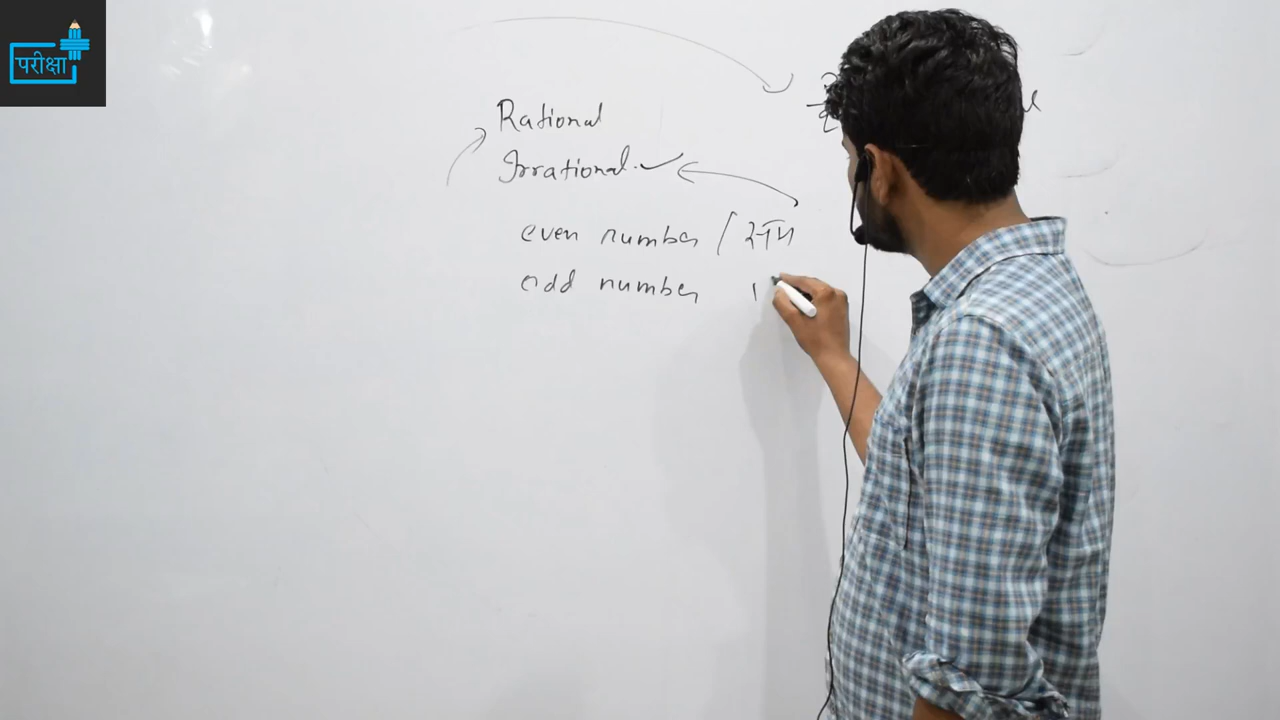 परीक्षा
Rational
Irrational. ✓
even number / सम
odd number